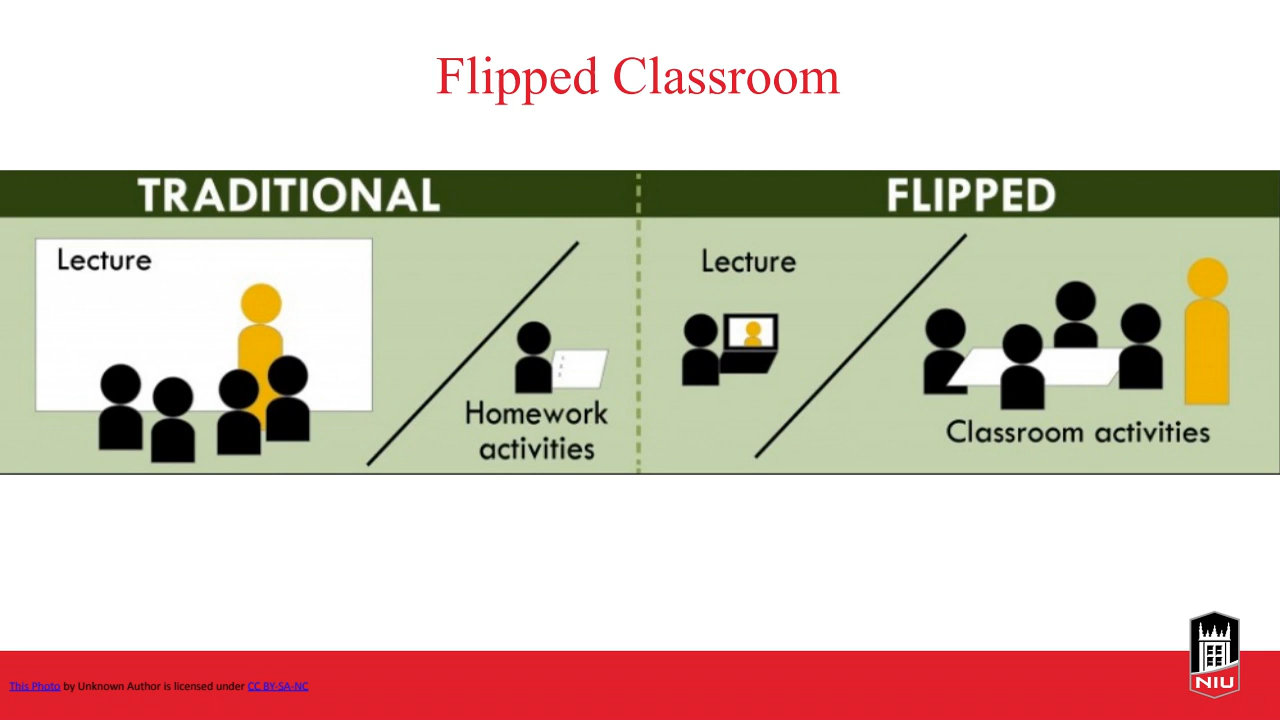 Flipped Classroom
TRADITIONAL
Lecture
Homework
activities
FLIPPED
Lecture
Classroom activities
This Photo by Unknown Author is licensed under CC BY-SA-NC
NIU